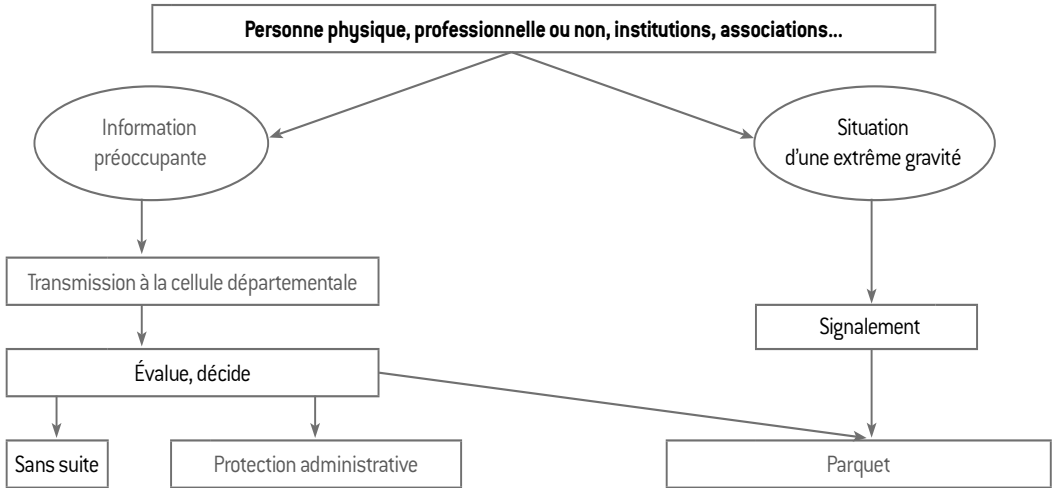 Personne physique, professionnelle ou non, institutions, associations...
Information
préoccupante
Situation
d'une extrême gravité
Transmission à la cellule départementale
Signalement
Évalue, décide
Sans suite
Protection administrative
Parquet